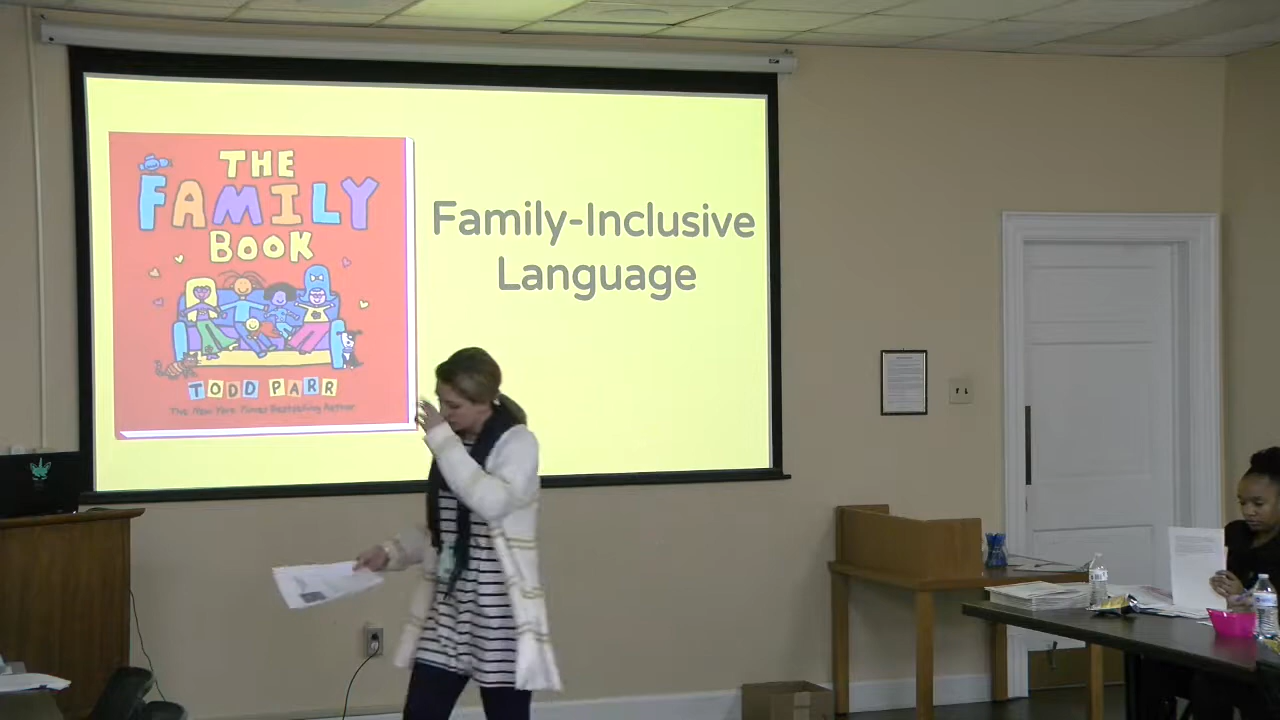 THE
FAMILY
BOOK
TODD PARR
The New York Times Bestselling Author
Family-Inclusive
Language